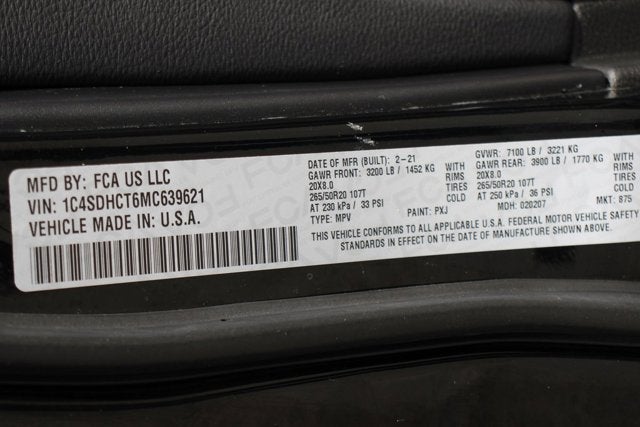 MFD BY: FCA US LLC
VIN: 1C4SDHCT6MC639621
VEHICLE MADE IN: U.S.A.
DATE OF MFR (BUILT): 2-21
GVWR: 7100 LB / 3221 KG
GAWR FRONT: 3200 LB / 1452 KG WITH
GAWR REAR: 3900 LB / 1770 KG WITH
20X8.0 RIMS
20X8.0 RIMS
265/50R20 107T TIRES
265/50R20 107T TIRES
AT 230 kPa / 33 PSI COLD
AT 250 kPa / 36 PSI COLD
TYPE: MPV PAINT: PXJ MDH: 020207 MKT: 875
THIS VEHICLE CONFORMS TO ALL APPLICABLE U.S.A. FEDERAL MOTOR VEHICLE SAFETY
STANDARDS IN EFFECT ON THE DATE OF MANUFACTURE SHOWN ABOVE.